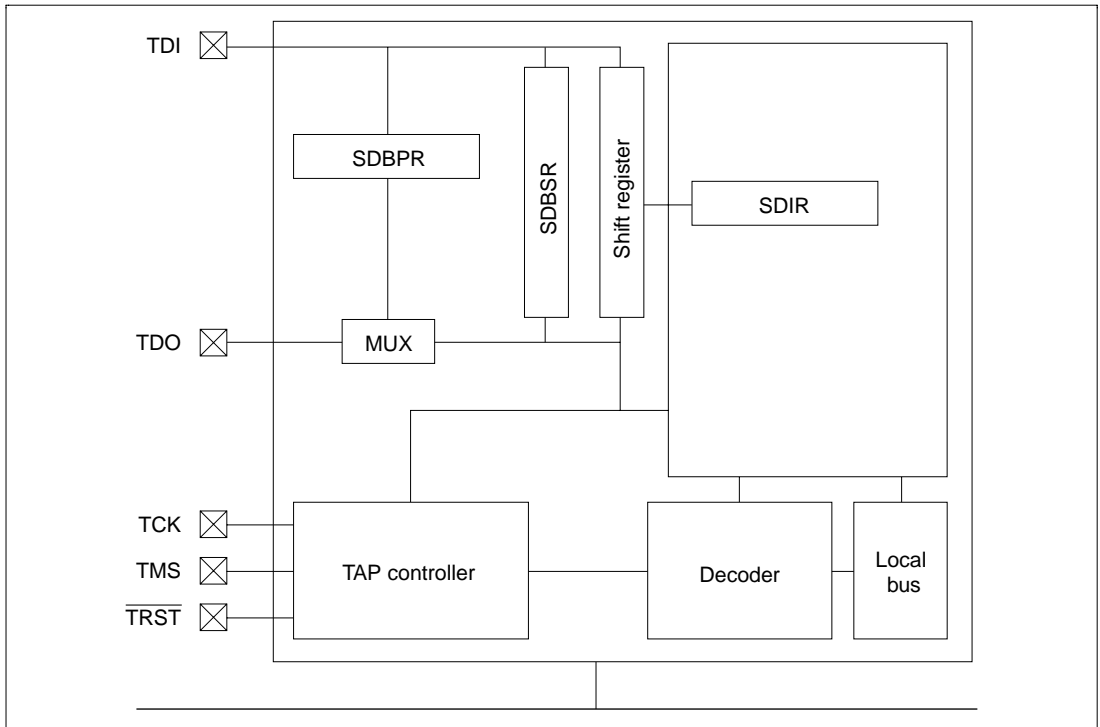 TDI
SDBPR
SDBSR
Shift register
SDIR
TDO
MUX
TCK
TMS
TRST
TAP controller
Decoder
Local
bus